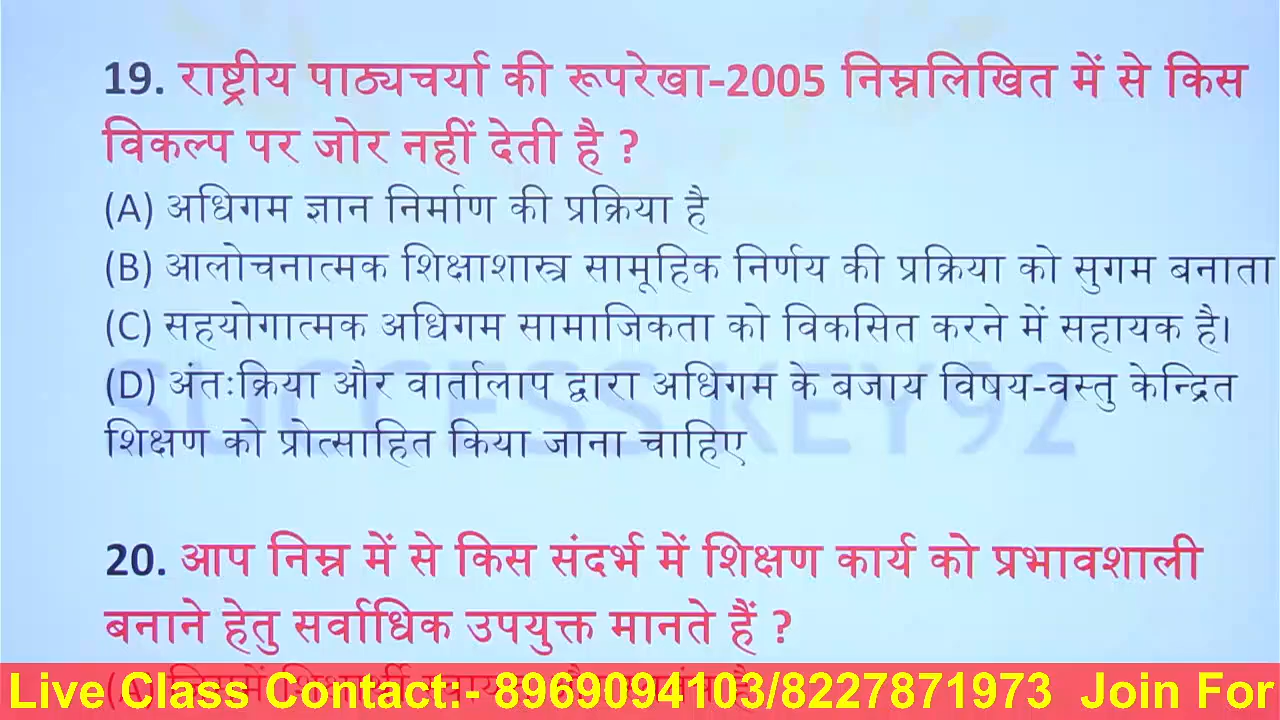 19. राष्ट्रीय पाठ्यचर्या की रूपरेखा-2005 निम्नलिखित में से किस
विकल्प पर जोर नहीं देती है ?
(A) अधिगम ज्ञान निर्माण की प्रक्रिया है
(B) आलोचनात्मक शिक्षाशास्त्र सामूहिक निर्णय की प्रक्रिया को सुगम बनाता
(C) सहयोगात्मक अधिगम सामाजिकता को विकसित करने में सहायक है।
(D) अंतःक्रिया और वार्तालाप द्वारा अधिगम के बजाय विषय-वस्तु केन्द्रित
शिक्षण को प्रोत्साहित किया जाना चाहिए
SUCCESS KEY92
20. आप निम्न में से किस संदर्भ में शिक्षण कार्य को प्रभावशाली
बनाने हेतु सर्वाधिक उपयुक्त मानते हैं ?
(A)
Live Class Contact:- 8969094103/8227871973 Join For